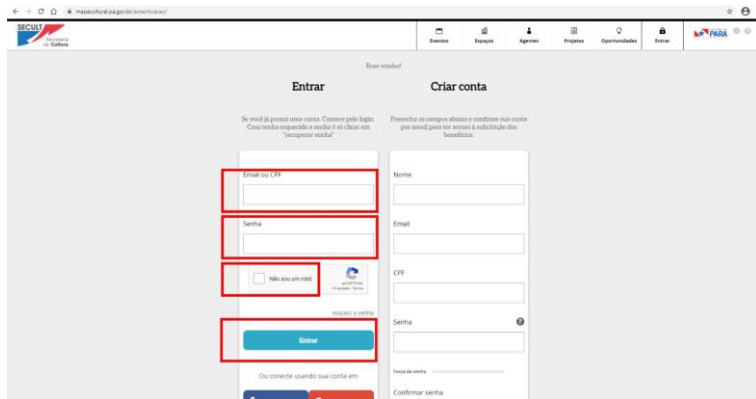 mapacultural.pa.gov.br/autenticacao/
SECULT
Secretaria
de Cultura
Eventos
Espaços
Agentes
Projetos
Oportunidades
Entrar
PARÁ
Boas vindas!
Entrar
Se você já possui uma conta. Comece pelo login.
Caso tenha esquecido a senha é só clicar em
"recuperar senha"
Email ou CPF
Senha
Não sou um robô
reCAPTCHA
Privacidade - Termos
esqueci a senha
Entrar
Ou conecte usando sua conta em
Criar conta
Preencha os campos abaixo e confirme sua conta
por email para ter acesso à solicitação dos
benefícios.
Nome
Email
CPF
Senha
Força da senha
Confirmar senha